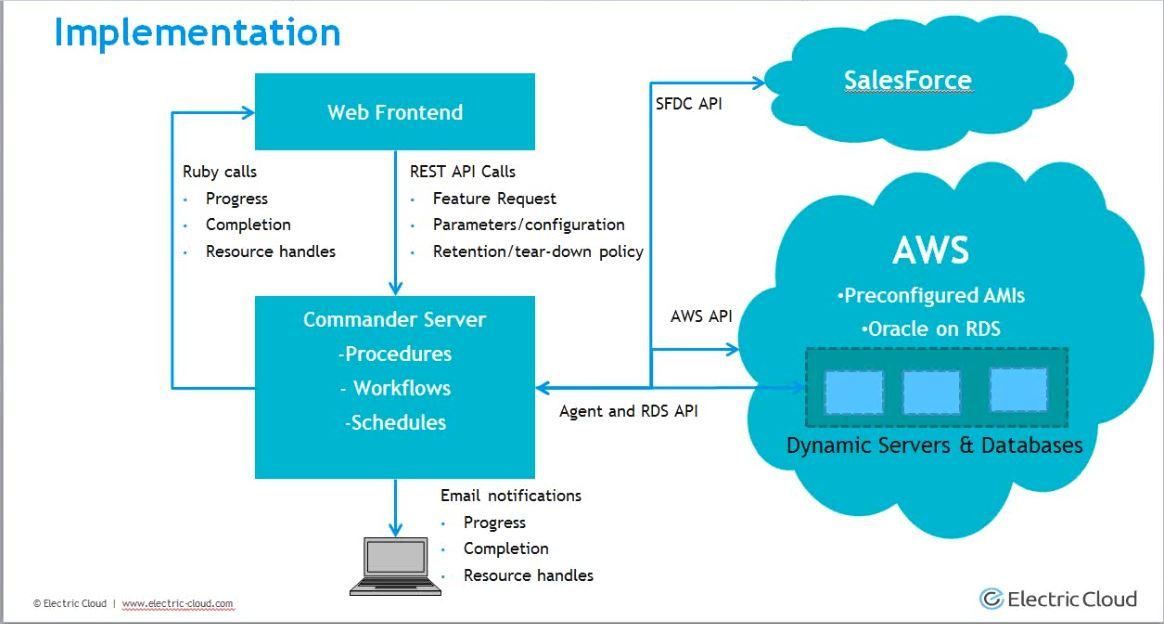 Implementation
Web Frontend
SalesForce
SFDC API
Ruby calls
· Progress
· Completion
· Resource handles
REST API Calls
· Feature Request
· Parameters/configuration
· Retention/tear-down policy
AWS
•Preconfigured AMIs
•Oracle on RDS
AWS API
Commander Server
-Procedures
- Workflows
-Schedules
Agent and RDS API
Dynamic Servers & Databases
Email notifications
· Progress
· Completion
· Resource handles
© Electric Cloud | www.electric-cloud.com
Electric Cloud